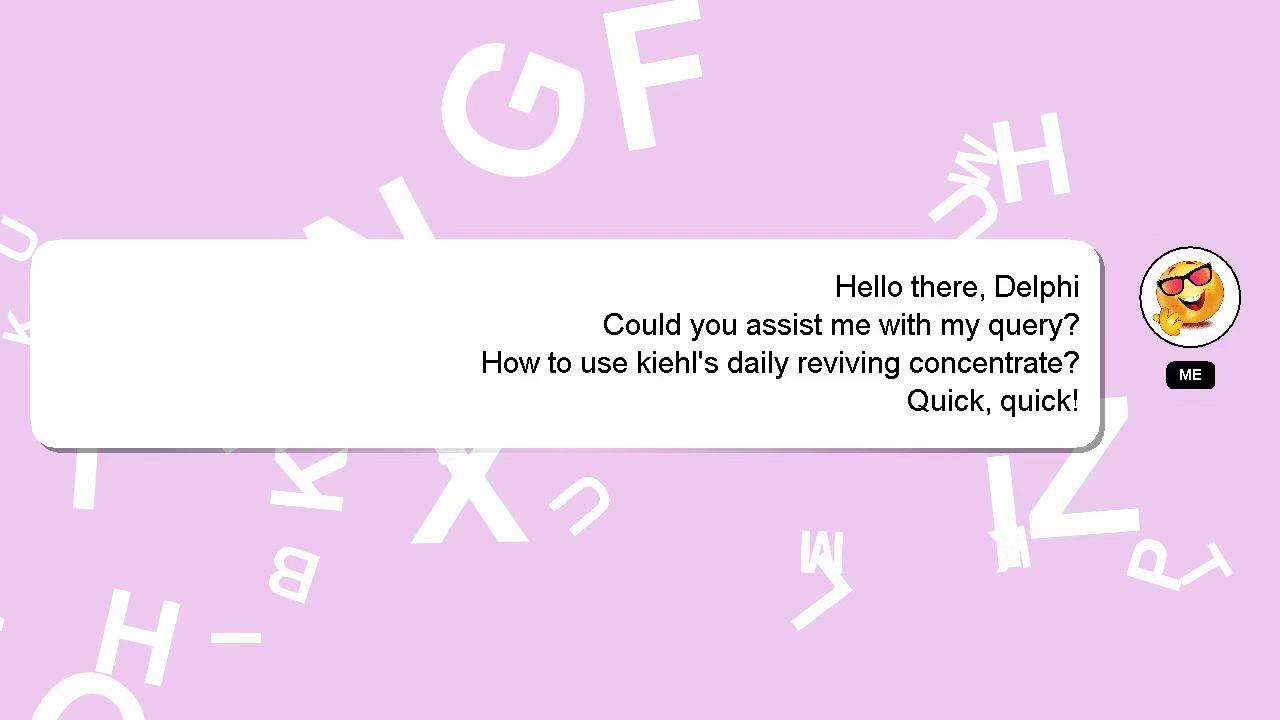 Hello there, Delphi
Could you assist me with my query?
How to use kiehl's daily reviving concentrate?
Quick, quick!
ME